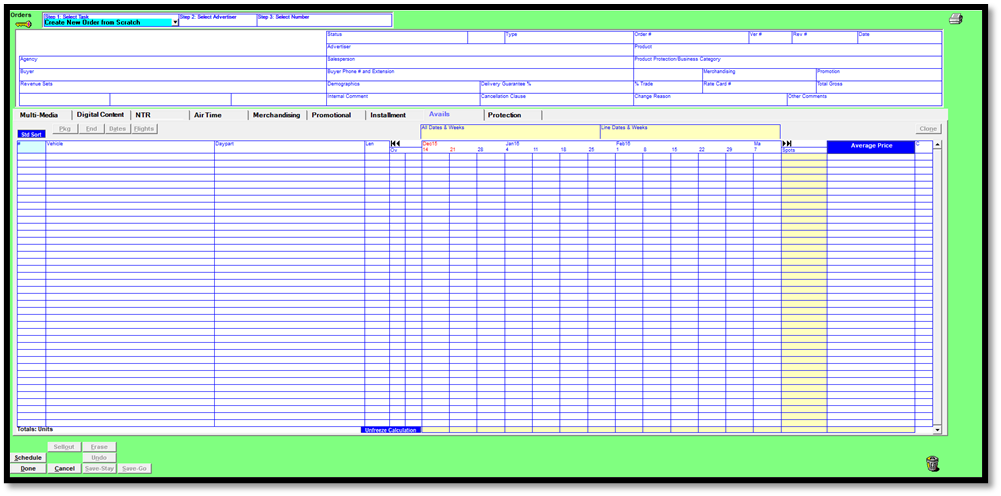 Orders
Step 1: Select Task Step 2: Select Advertiser Step 3: Select Number
Create New Order from Scratch
Status Type Order # Ver # Rev # Date
Advertiser Product
Agency Salesperson Product Protection/Business Category
Buyer Buyer Phone # and Extension Merchandising Promotion
Revenue Sets Demographics Delivery Guarantee % % Trade Rate Card # Total Gross
Internal Comment Cancellation Clause Change Reason Other Comments
Multi-Media Digital Content NTR Air Time Merchandising Promotional Installment Avails Protection
Std Sort Pkg End Dates Flights All Dates & Weeks Line Dates & Weeks Clone
# Vehicle Daypart Len Dec15 Jan16 Feb16 Ma Average Price C
Ov 14 21 28 4 11 18 25 1 8 15 22 29 7 Spots
Totals: Units Unfreeze Calculation
Sellout Erase
Schedule Undo
Done Cancel Save-Stay Save-Go